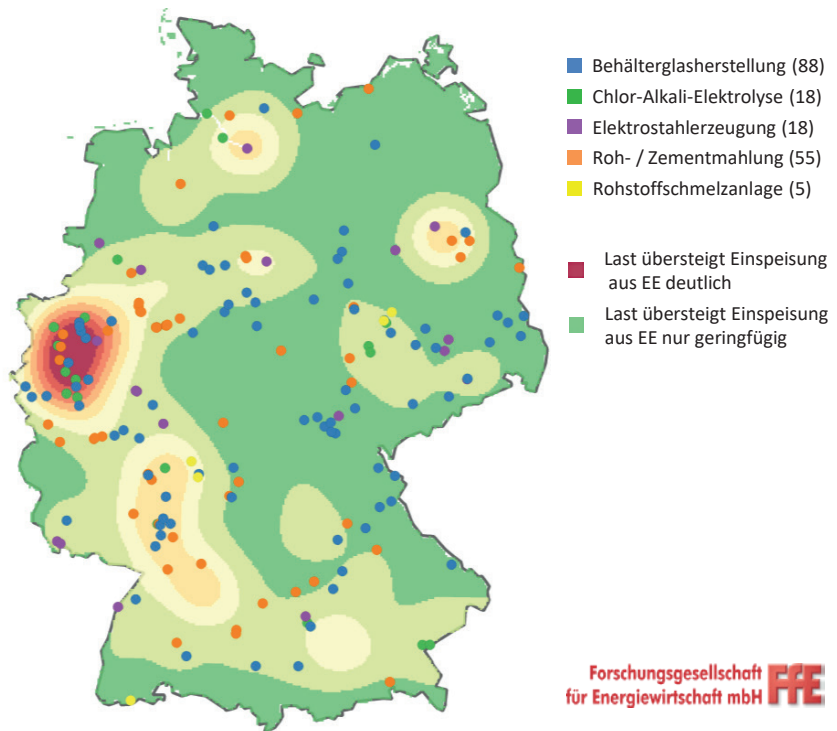 Behälterglasherstellung (88)
Chlor-Alkali-Elektrolyse (18)
Elektrostahlerzeugung (18)
Roh- / Zementmahlung (55)
Rohstoffschmelzanlage (5)
Last übersteigt Einspeisung
aus EE deutlich
Last übersteigt Einspeisung
aus EE nur geringfügig
Forschungsgesellschaft
für Energiewirtschaft mbH
FfE